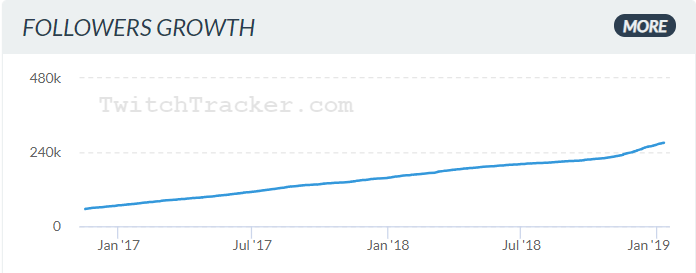 FOLLOWERS GROWTH
MORE
480k
TwitchTracker.com
240k
0
Jan '17
Jul '17
Jan '18
Jul '18
Jan '19